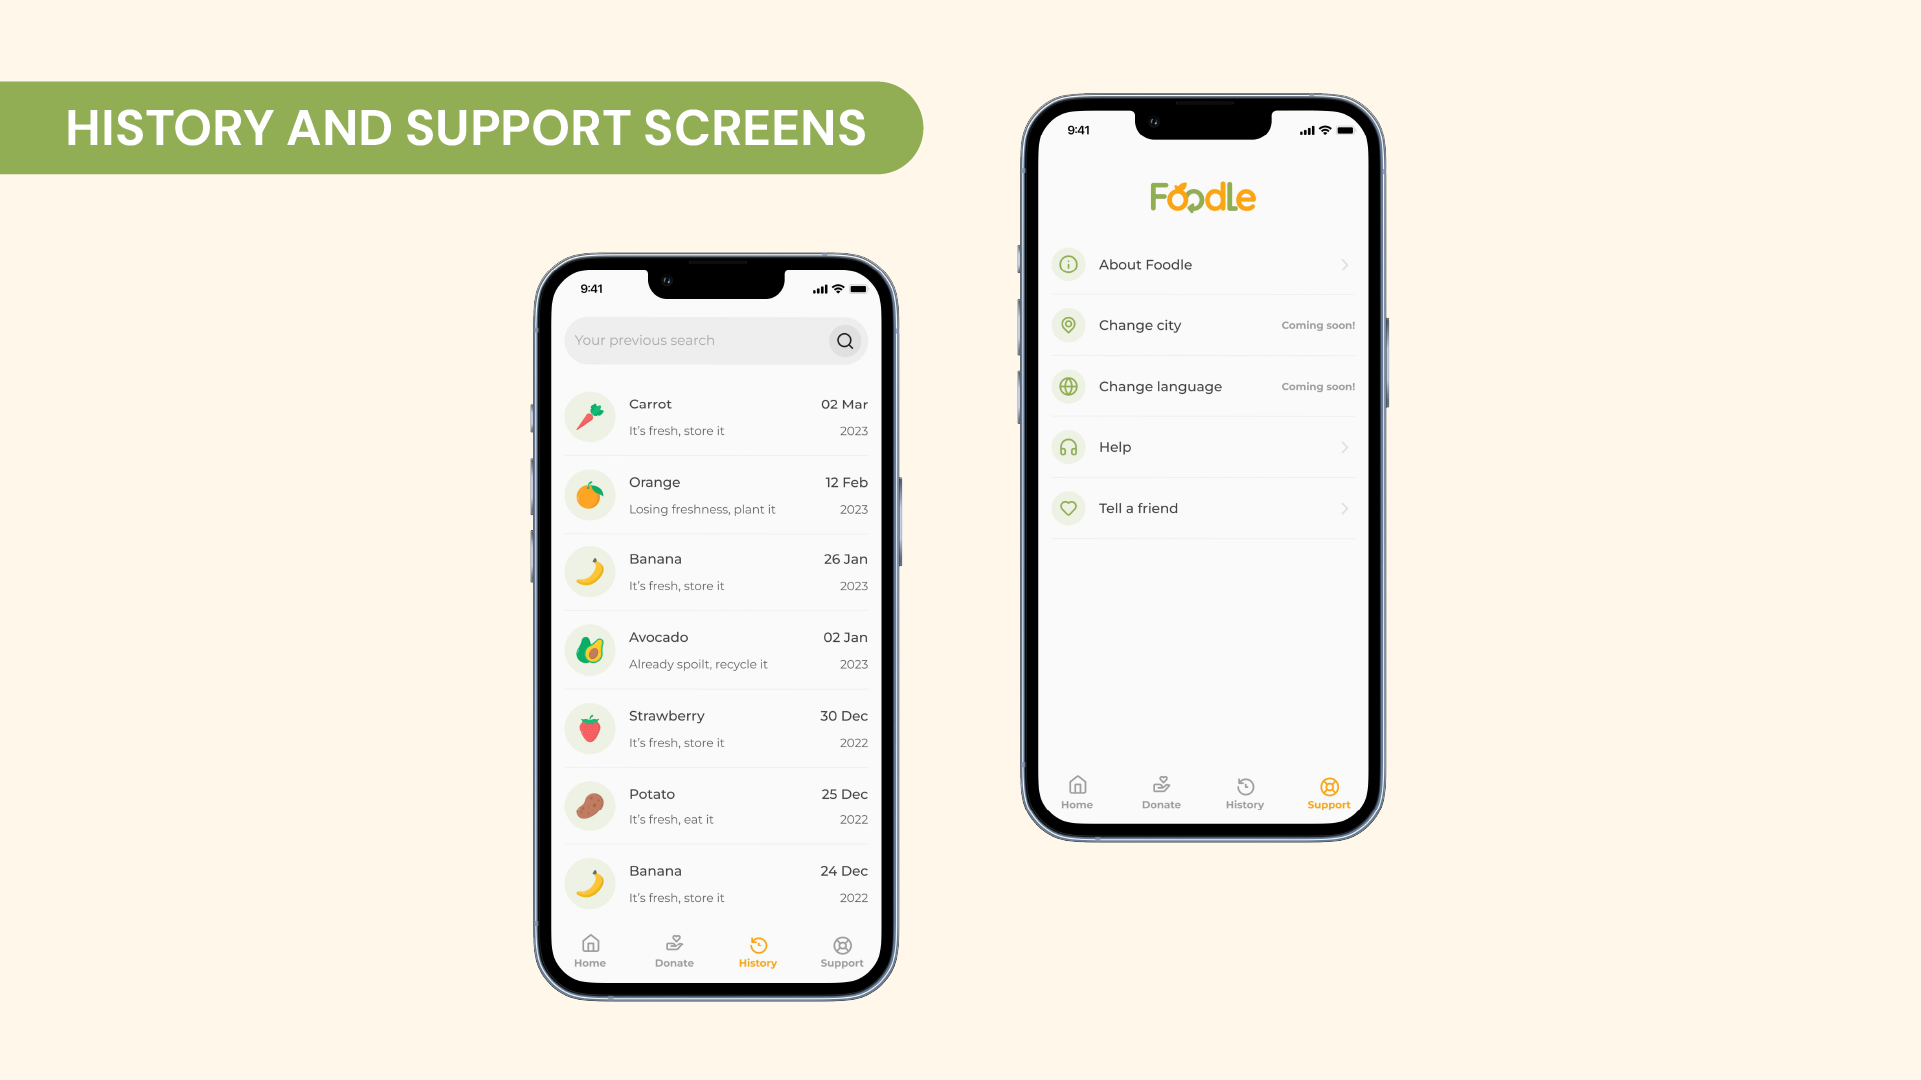 HISTORY AND SUPPORT SCREENS
9:41
Your previous search
Carrot 02 Mar
It's fresh, store it 2023
Orange 12 Feb
Losing freshness, plant it 2023
Banana 26 Jan
It's fresh, store it 2023
Avocado 02 Jan
Already spoilt, recycle it 2023
Strawberry 30 Dec
It's fresh, store it 2022
Potato 25 Dec
It's fresh, eat it 2022
Banana 24 Dec
It's fresh, store it 2022
Home Donate History Support
9:41
Foodle
About Foodle
Change city Coming soon!
Change language Coming soon!
Help
Tell a friend
Home Donate History Support